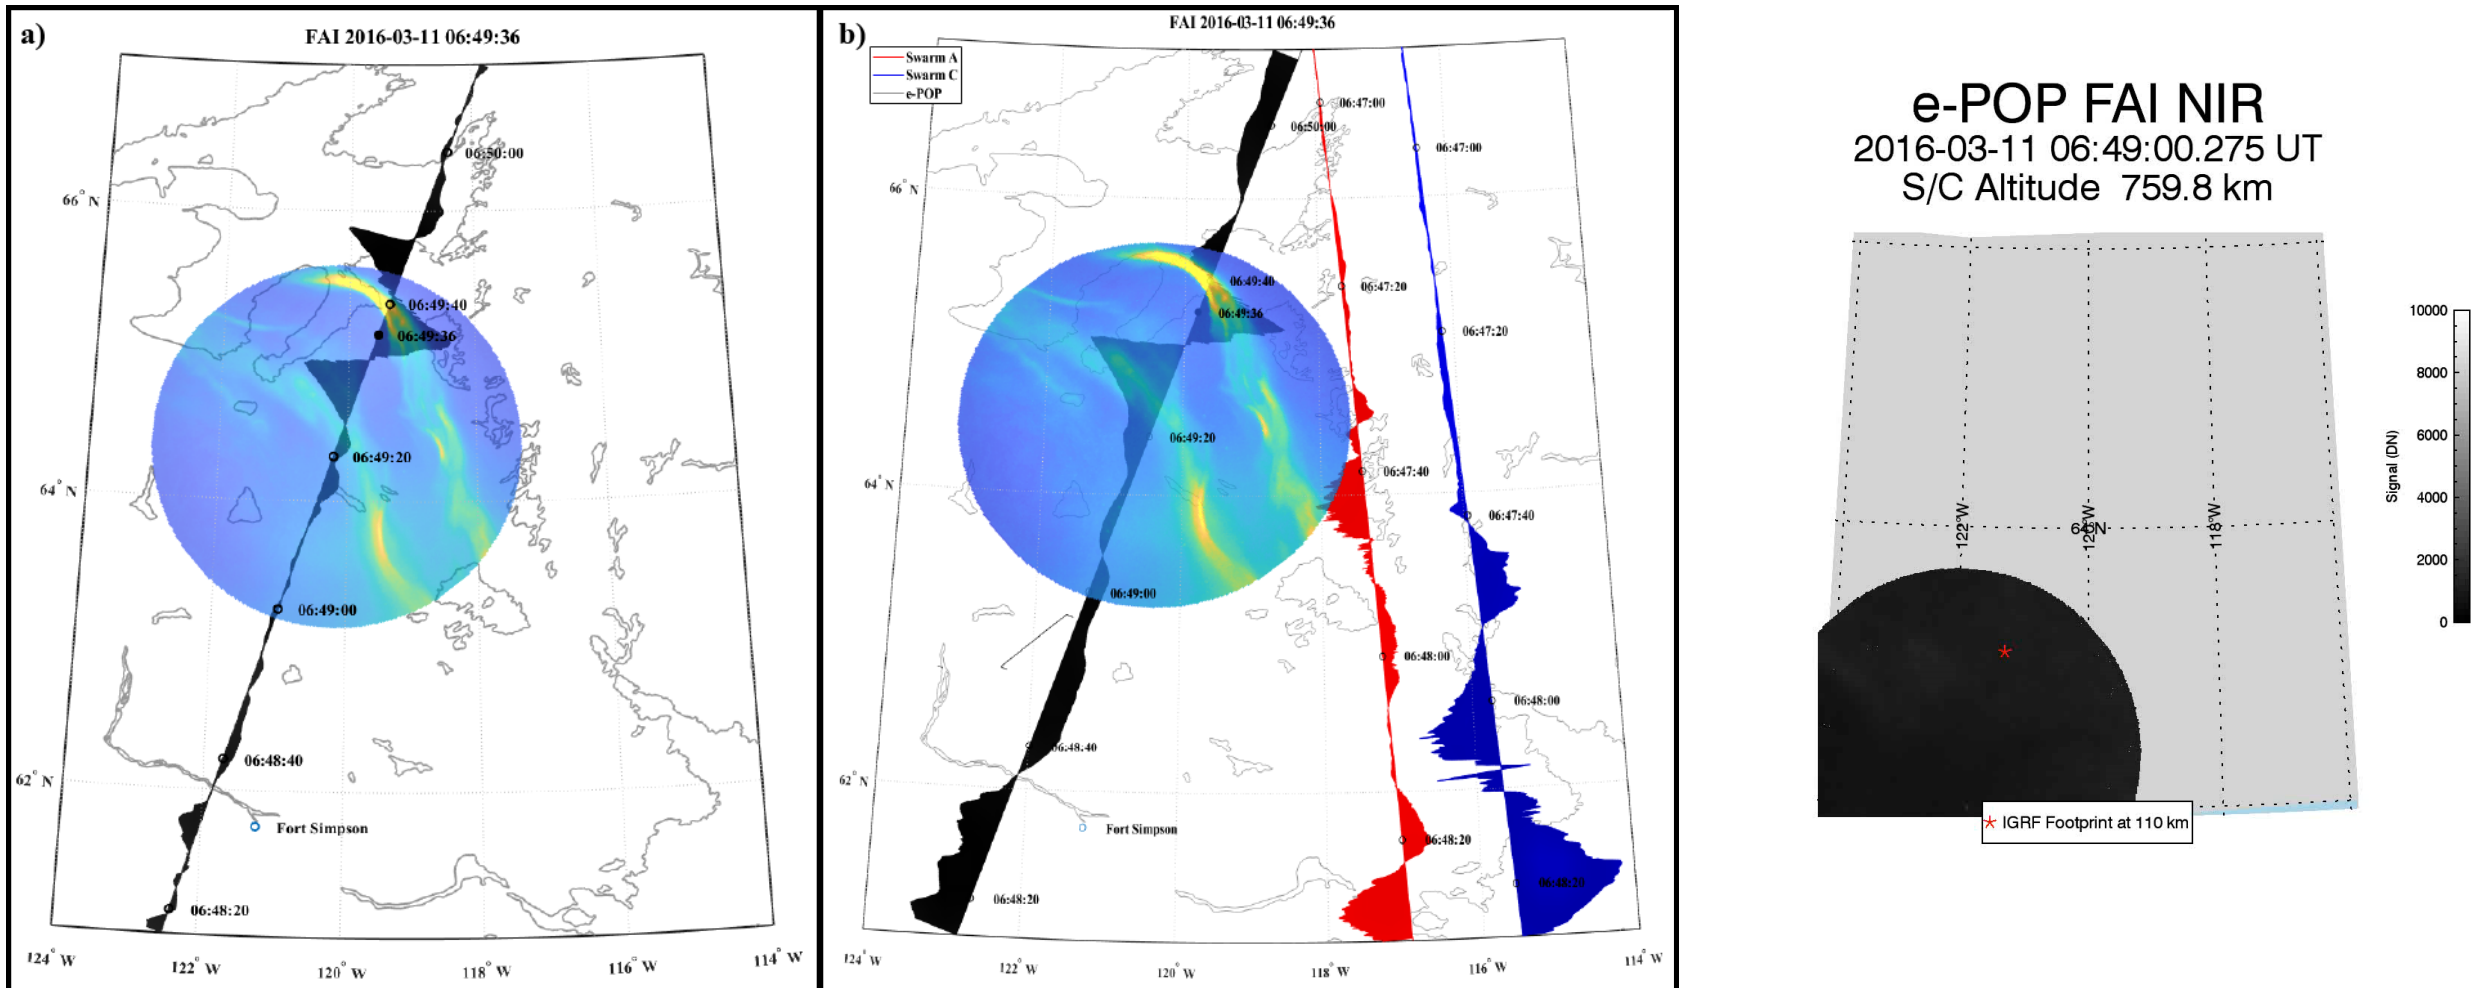 a)
FAI 2016-03-11 06:49:36
06:50:00
66° N
06:49:40
06:49:36
06:49:20
64° N
06:49:00
06:48:40
62° N
Fort Simpson
06:48:20
124° W
122° W
120° W
118° W
116° W
114° W
b)
FAI 2016-03-11 06:49:36
Swarm A
Swarm C
e-POP
06:47:00
06:50:00
06:47:00
66° N
06:49:40
06:47:20
06:49:36
06:47:20
06:49:20
06:47:40
64° N
06:47:40
06:49:00
06:48:00
06:48:00
06:48:40
62° N
Fort Simpson
06:48:20
06:48:20
06:48:20
124° W
122° W
120° W
118° W
116° W
114° W
e-POP FAI NIR
2016-03-11 06:49:00.275 UT
S/C Altitude 759.8 km
122°W
120°W
64°N
118°W
IGRF Footprint at 110 km
Signal (DN)
10000
8000
6000
4000
2000
0